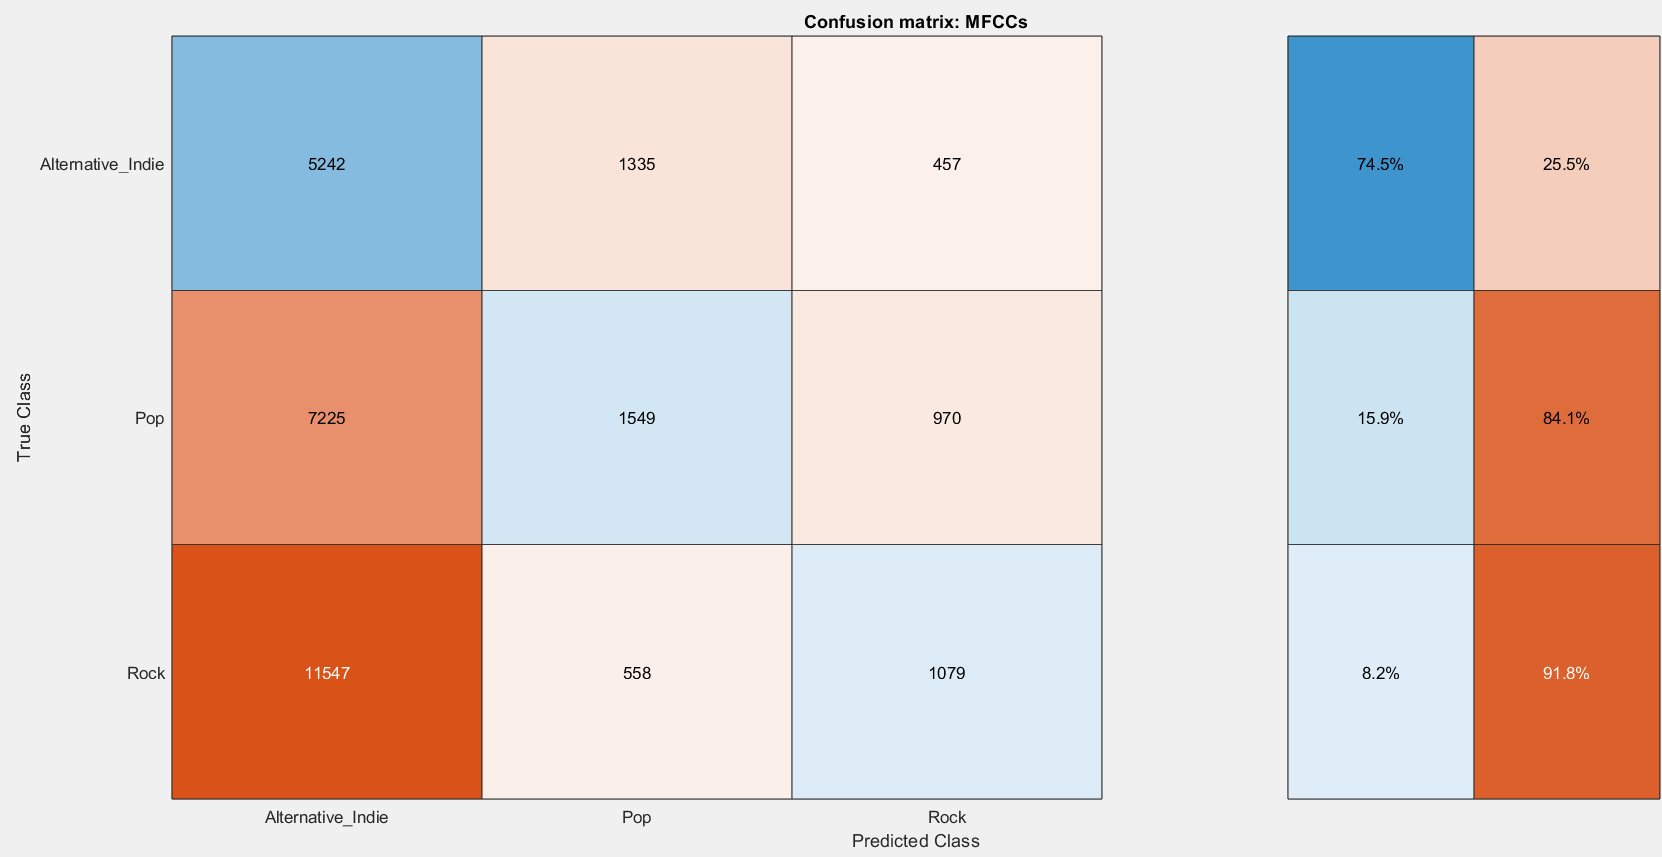 Confusion matrix: MFCCs
Alternative_Indie 5242 1335 457 74.5% 25.5%
Pop 7225 1549 970 15.9% 84.1%
True Class
Rock 11547 558 1079 8.2% 91.8%
Alternative_Indie Pop Rock
Predicted Class